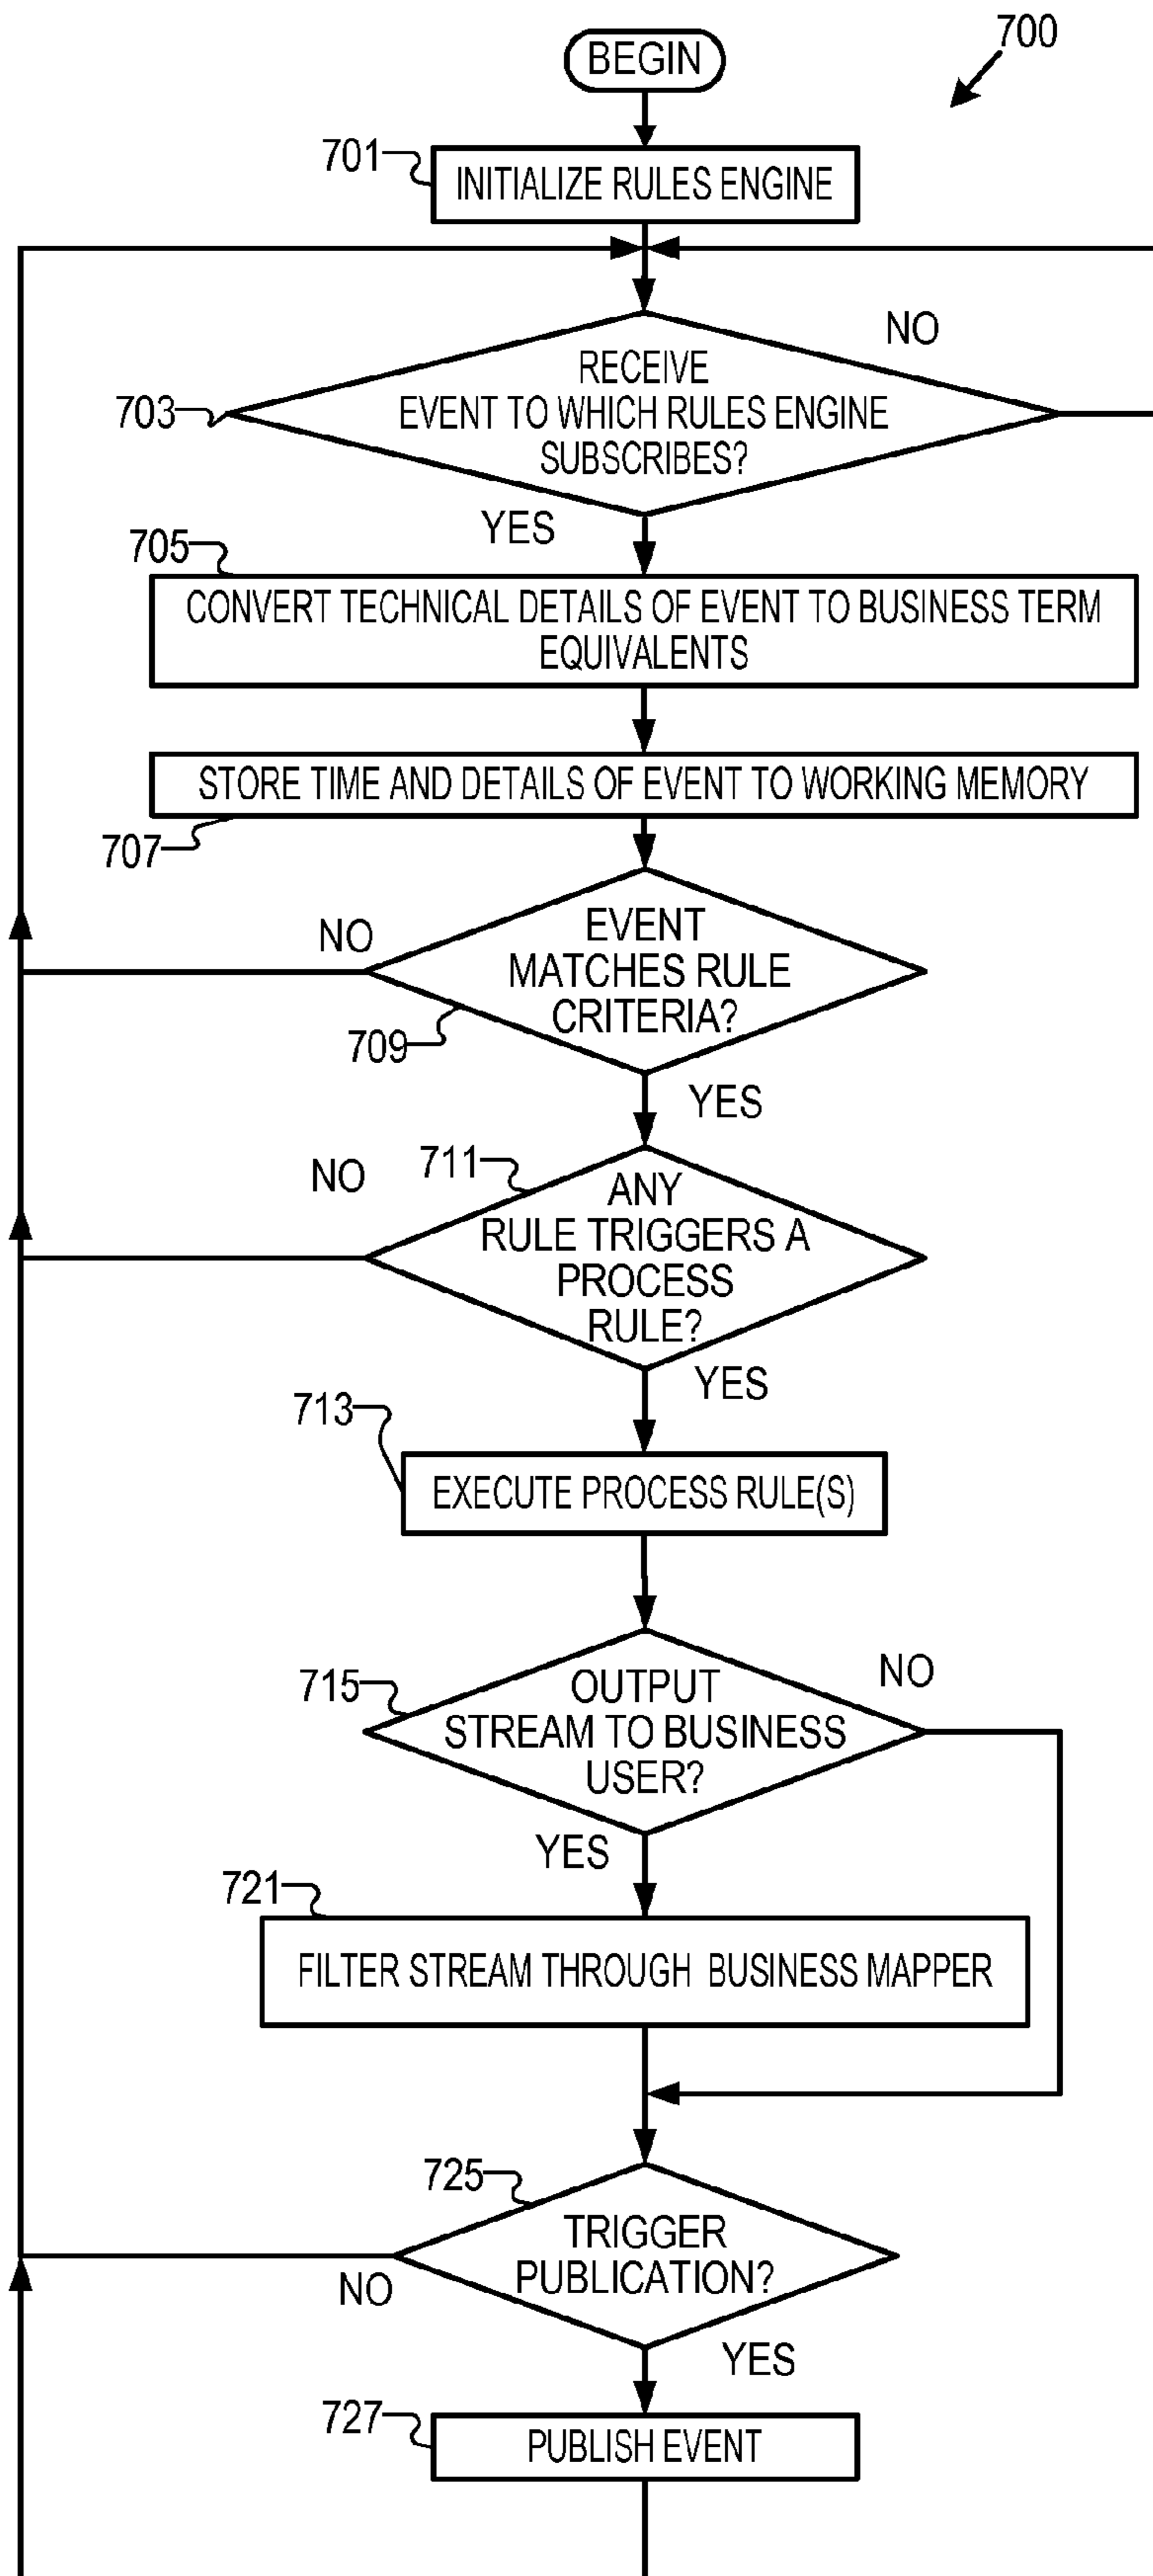 700
BEGIN
701
INITIALIZE RULES ENGINE
NO
RECEIVE
703
EVENT TO WHICH RULES ENGINE
SUBSCRIBES?
YES
705
CONVERT TECHNICAL DETAILS OF EVENT TO BUSINESS TERM
EQUIVALENTS
STORE TIME AND DETAILS OF EVENT TO WORKING MEMORY
707
NO
EVENT
MATCHES RULE
CRITERIA?
709
YES
711
NO
ANY
RULE TRIGGERS A
PROCESS
RULE?
YES
713
EXECUTE PROCESS RULE(S)
715
NO
OUTPUT
STREAM TO BUSINESS
USER?
YES
721
FILTER STREAM THROUGH BUSINESS MAPPER
725
TRIGGER
PUBLICATION?
NO
YES
727
PUBLISH EVENT